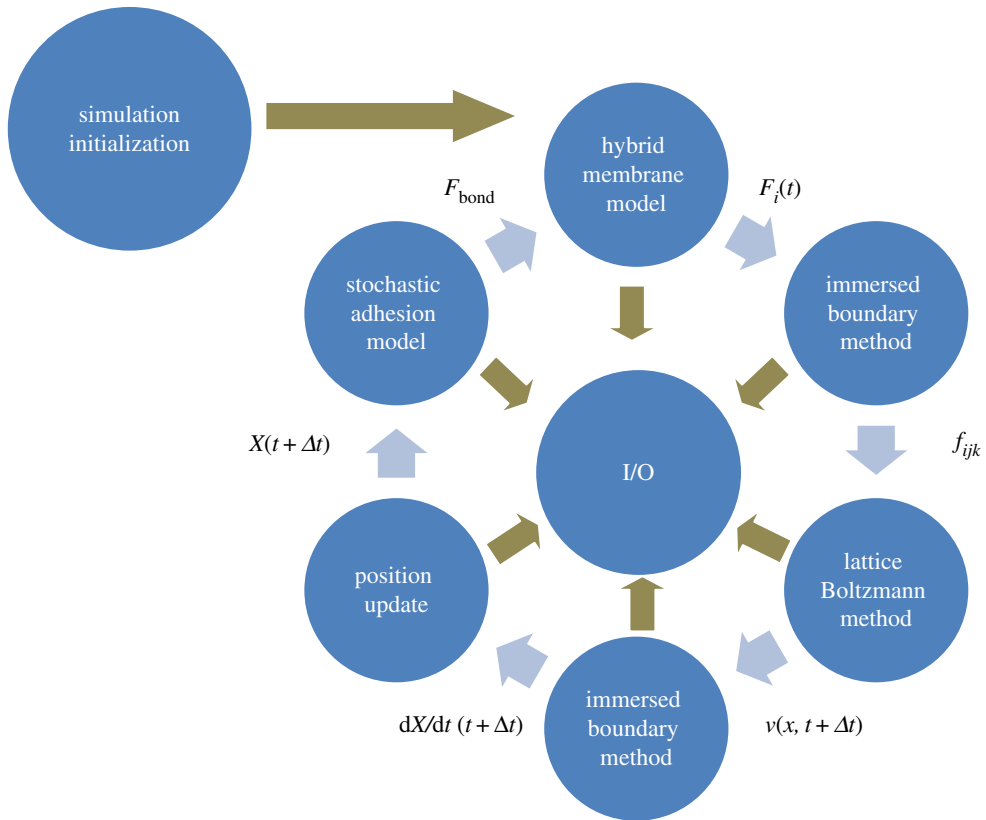 simulation
initialization
hybrid
membrane
model
F_bond
F_i(t)
stochastic
adhesion
model
immersed
boundary
method
X(t + Δt)
f_ijk
I/O
position
update
lattice
Boltzmann
method
immersed
boundary
method
dX/dt (t + Δt)
v(x, t + Δt)